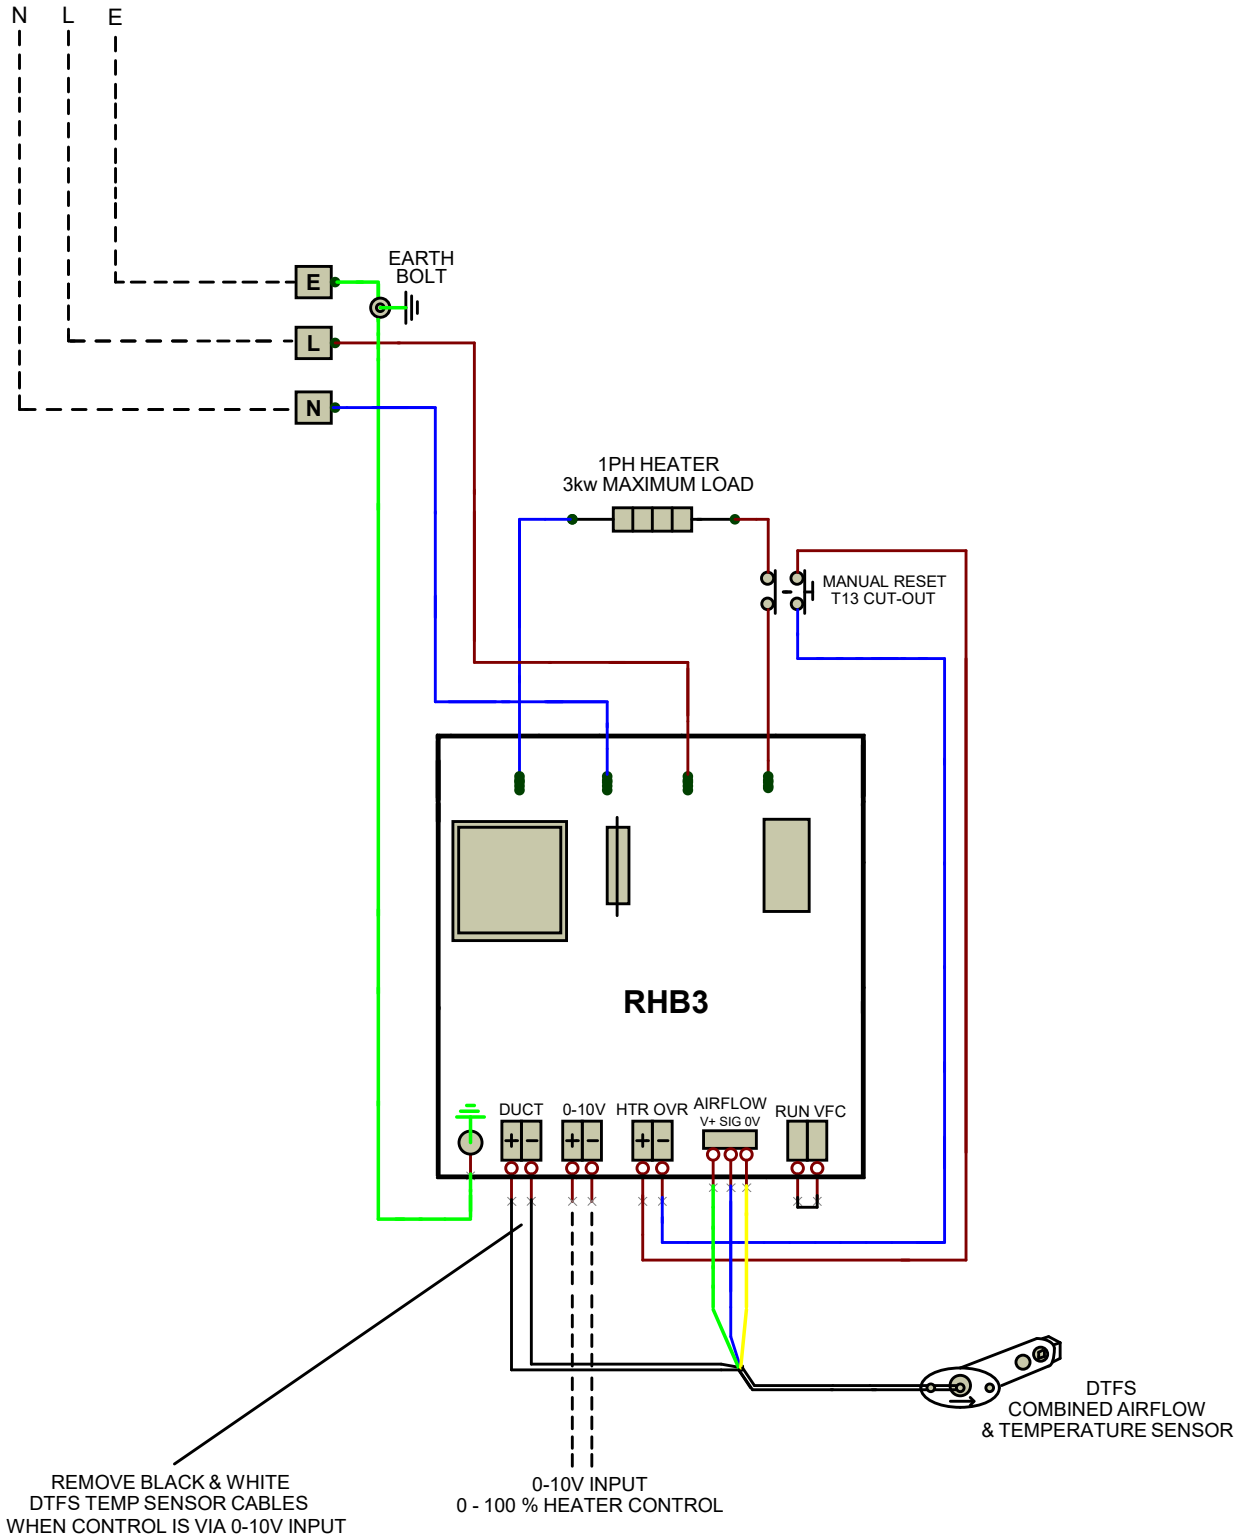 N L E
EARTH
BOLT
E
L
N
1PH HEATER
3kw MAXIMUM LOAD
MANUAL RESET
T13 CUT-OUT
RHB3
DUCT 0-10V HTR OVR AIRFLOW RUN VFC
V+ SIG 0V
+ - + - + -
DTFS
COMBINED AIRFLOW
& TEMPERATURE SENSOR
REMOVE BLACK & WHITE
DTFS TEMP SENSOR CABLES
WHEN CONTROL IS VIA 0-10V INPUT
0-10V INPUT
0 - 100 % HEATER CONTROL